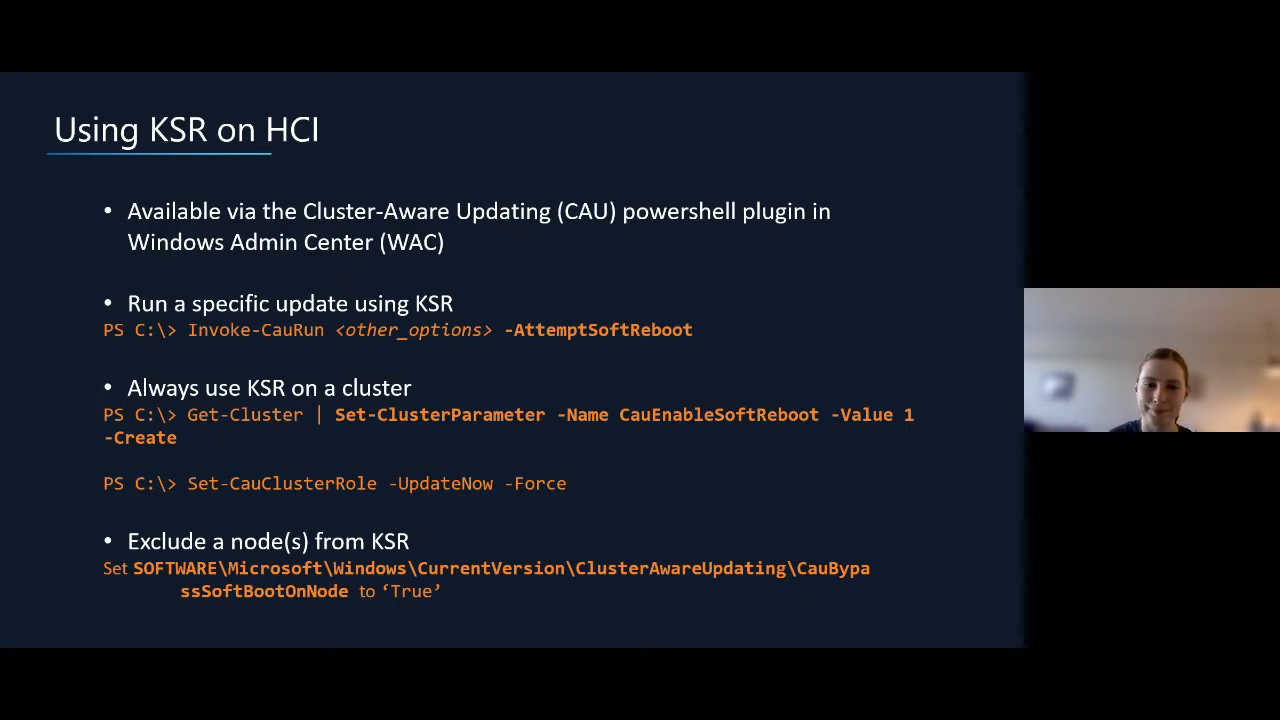 Using KSR on HCI
• Available via the Cluster-Aware Updating (CAU) powershell plugin in
Windows Admin Center (WAC)
• Run a specific update using KSR
PS C:\> Invoke-CauRun <other_options> -AttemptSoftReboot
• Always use KSR on a cluster
PS C:\> Get-Cluster | Set-ClusterParameter -Name CauEnableSoftReboot -Value 1
-Create
PS C:\> Set-CauClusterRole -UpdateNow -Force
• Exclude a node(s) from KSR
Set SOFTWARE\Microsoft\Windows\CurrentVersion\ClusterAwareUpdating\CauBypa
ssSoftBootOnNode to ‘True’